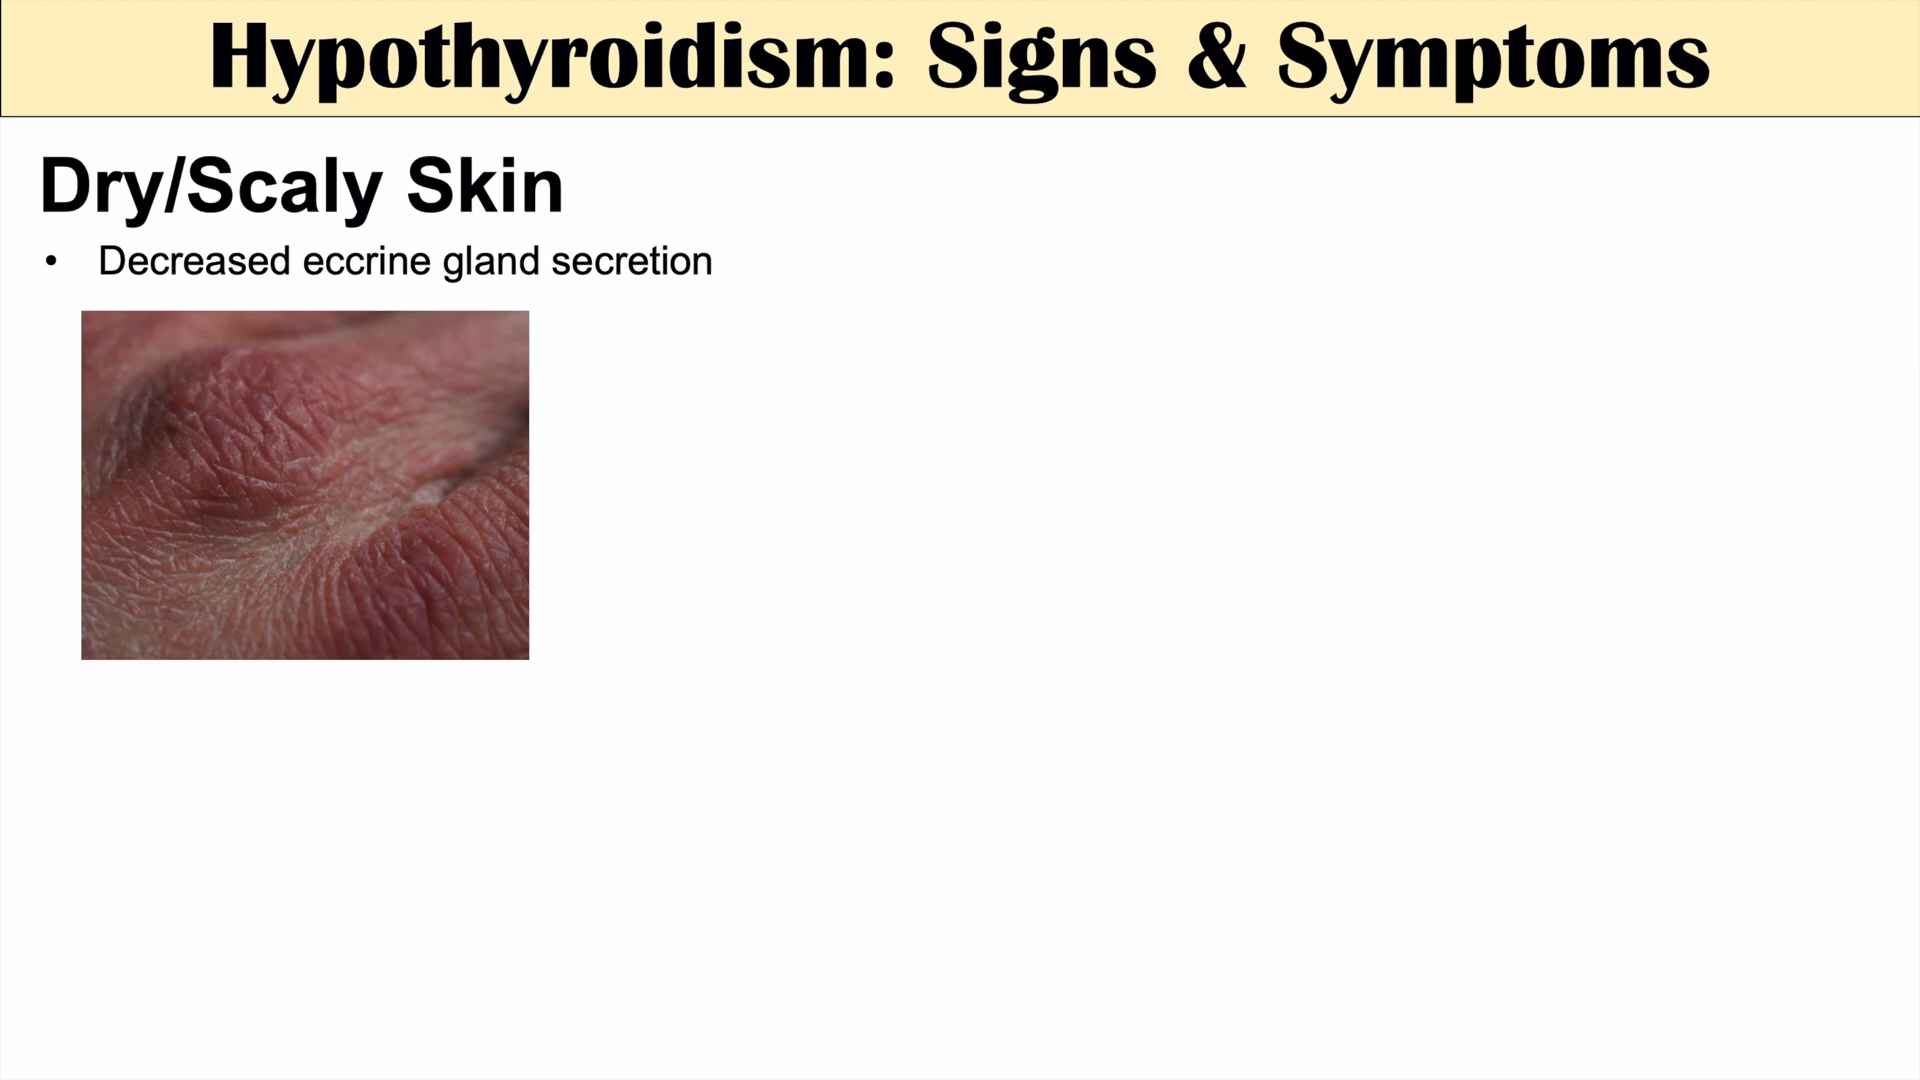 Hypothyroidism: Signs & Symptoms
Dry/Scaly Skin
• Decreased eccrine gland secretion